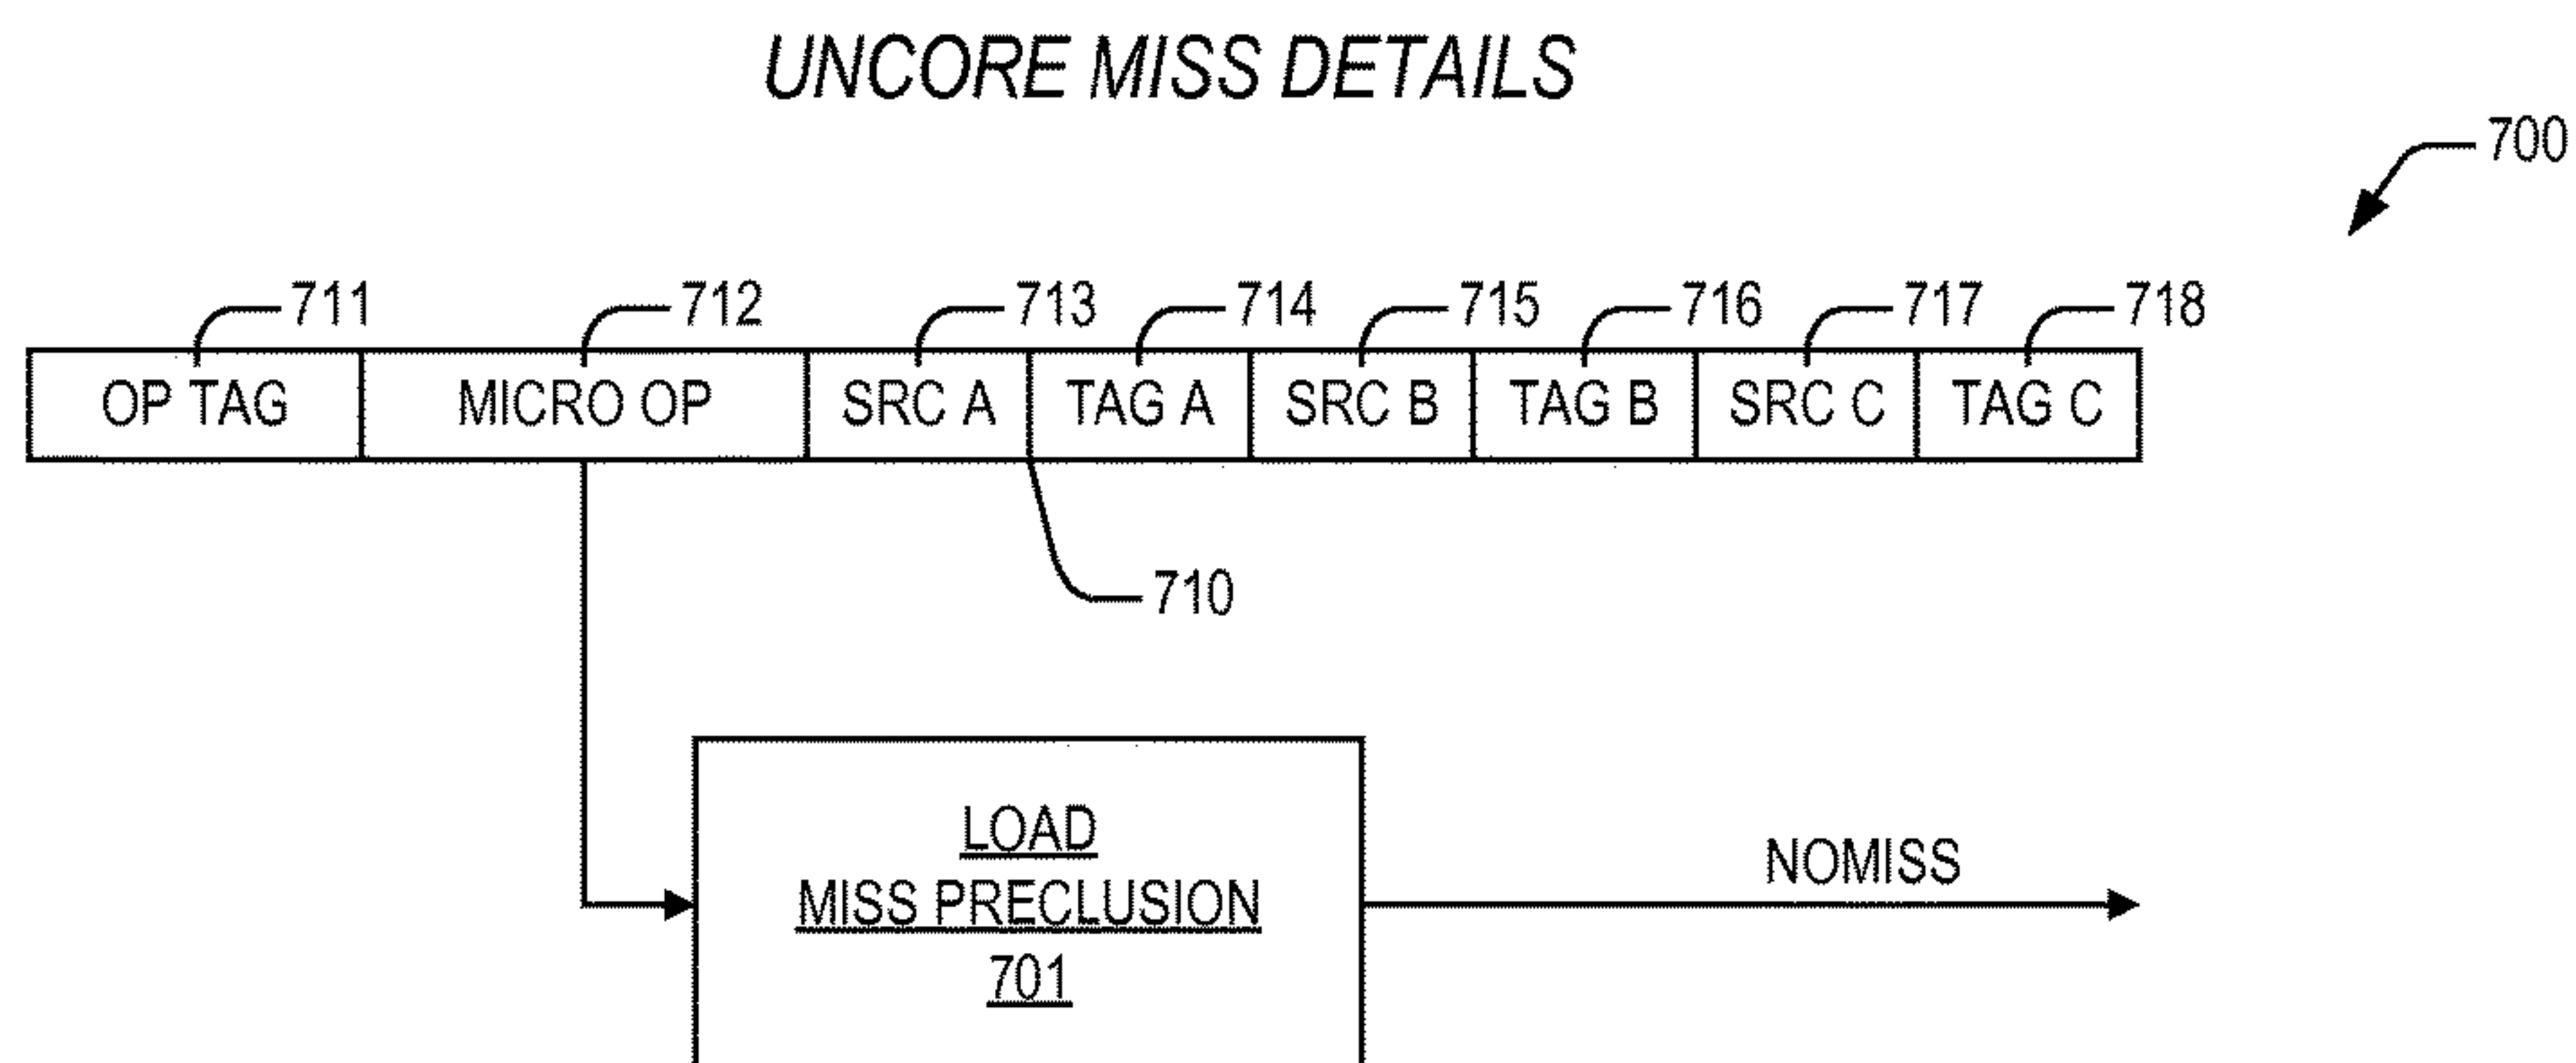 UNCORE MISS DETAILS
700
711 712 713 714 715 716 717 718
OP TAG MICRO OP SRC A TAG A SRC B TAG B SRC C TAG C
710
LOAD
MISS PRECLUSION
701
NOMISS